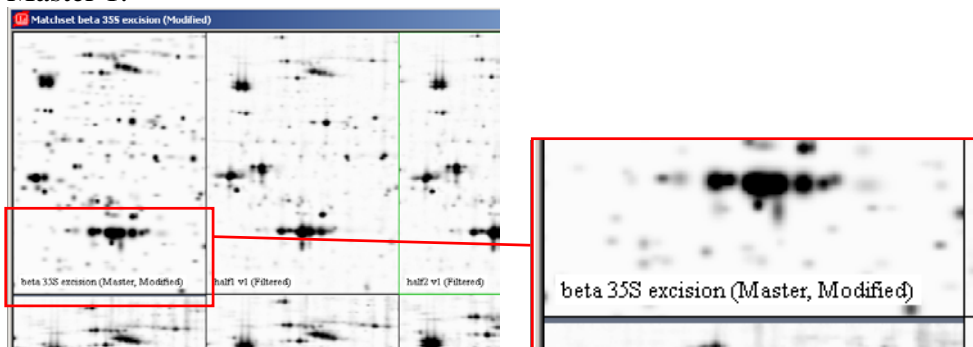 Matchset beta 35S excision (Modified)
beta 35S excision (Master, Modified)
half1 v1 (Filtered)
half2 v1 (Filtered)
beta 35S excision (Master, Modified)